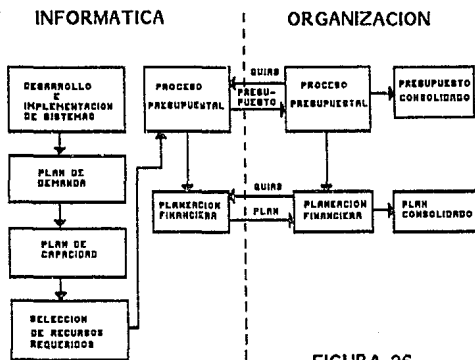 INFORMATICA
ORGANIZACION
DESARROLLO
E
IMPLEMENTACION
DE SISTEMAS
PLAN DE
DEMANDA
PLAN DE
CAPACIDAD
SELECCION
DE RECURSOS
REQUERIDOS
PROCESO
PRESUPUESTAL
GUIAS
PRESU-
PUESTO
PROCESO
PRESUPUESTAL
PRESUPUESTO
CONSOLIDADO
PLANEACION
FINANCIERA
GUIAS
PLAN
PLANEACION
FINANCIERA
PLAN
CONSOLIDADO
FIGURA 26